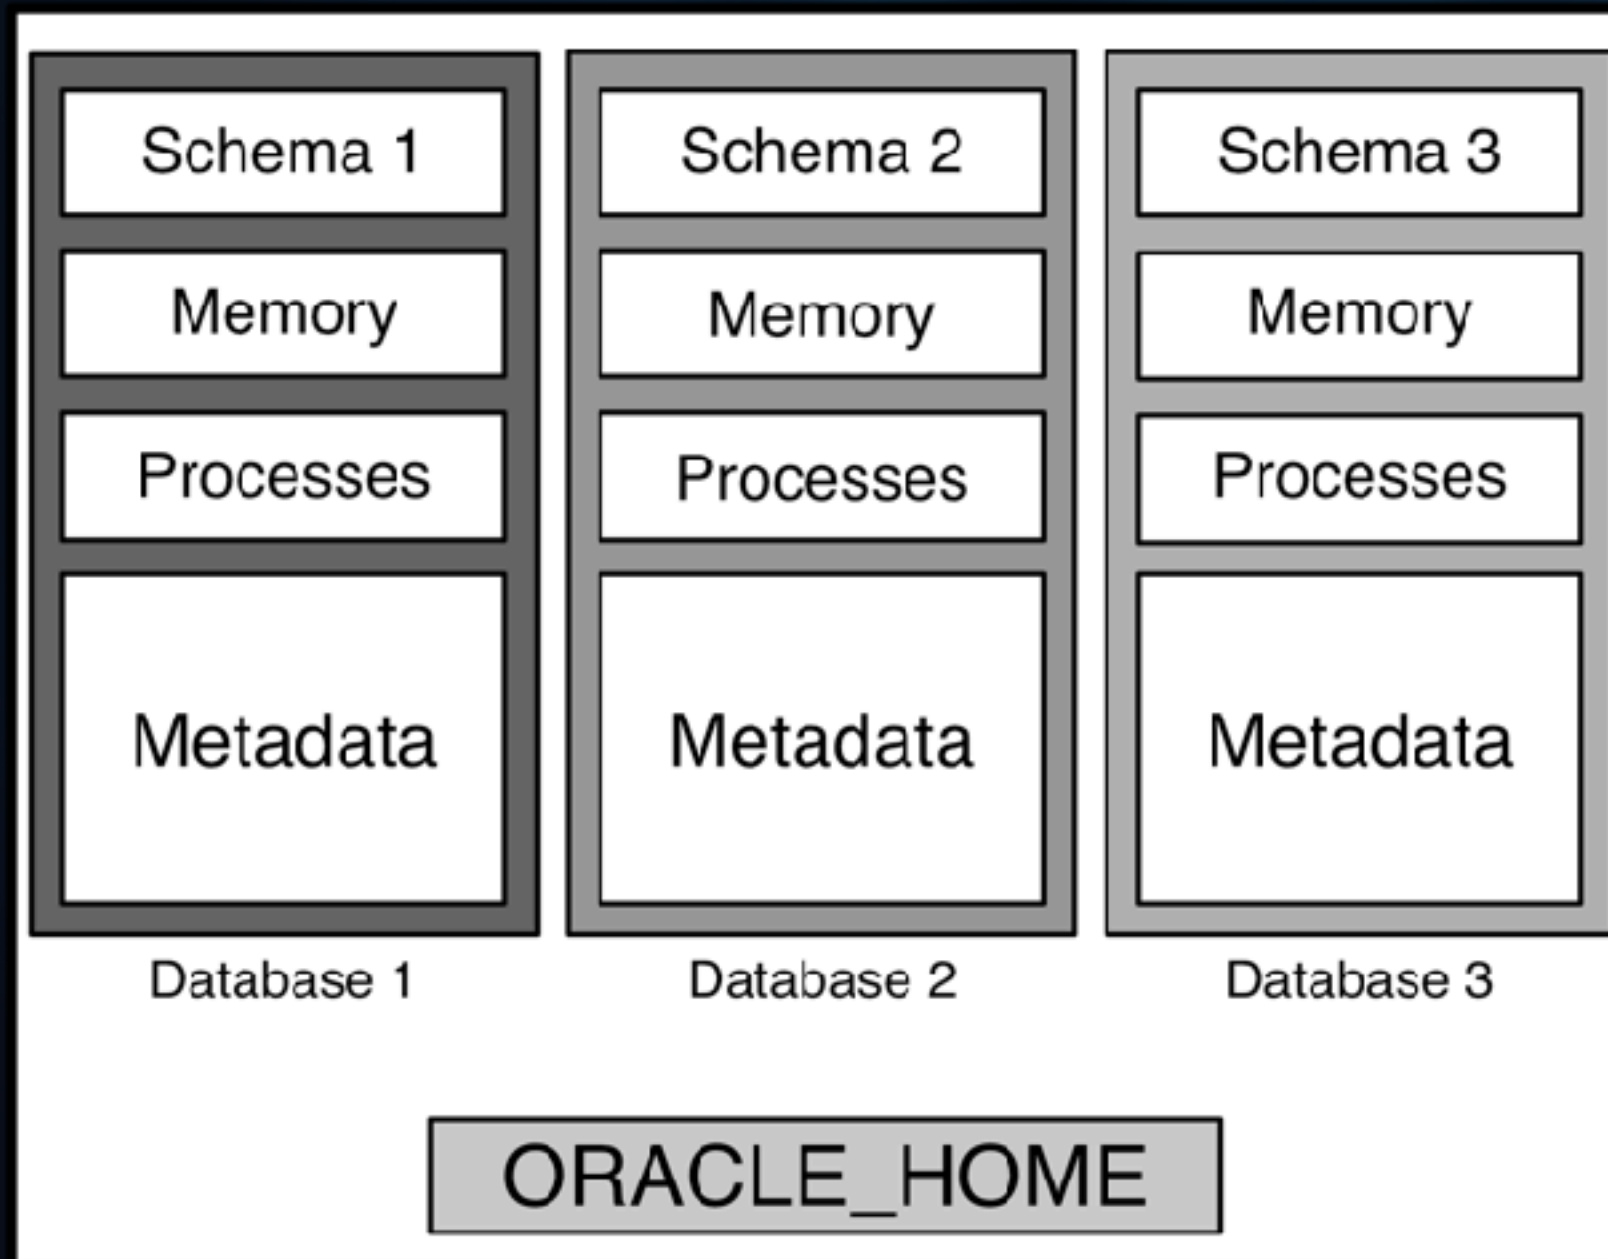 Schema 1
Memory
Processes
Metadata
Database 1
Schema 2
Memory
Processes
Metadata
Database 2
Schema 3
Memory
Processes
Metadata
Database 3
ORACLE_HOME